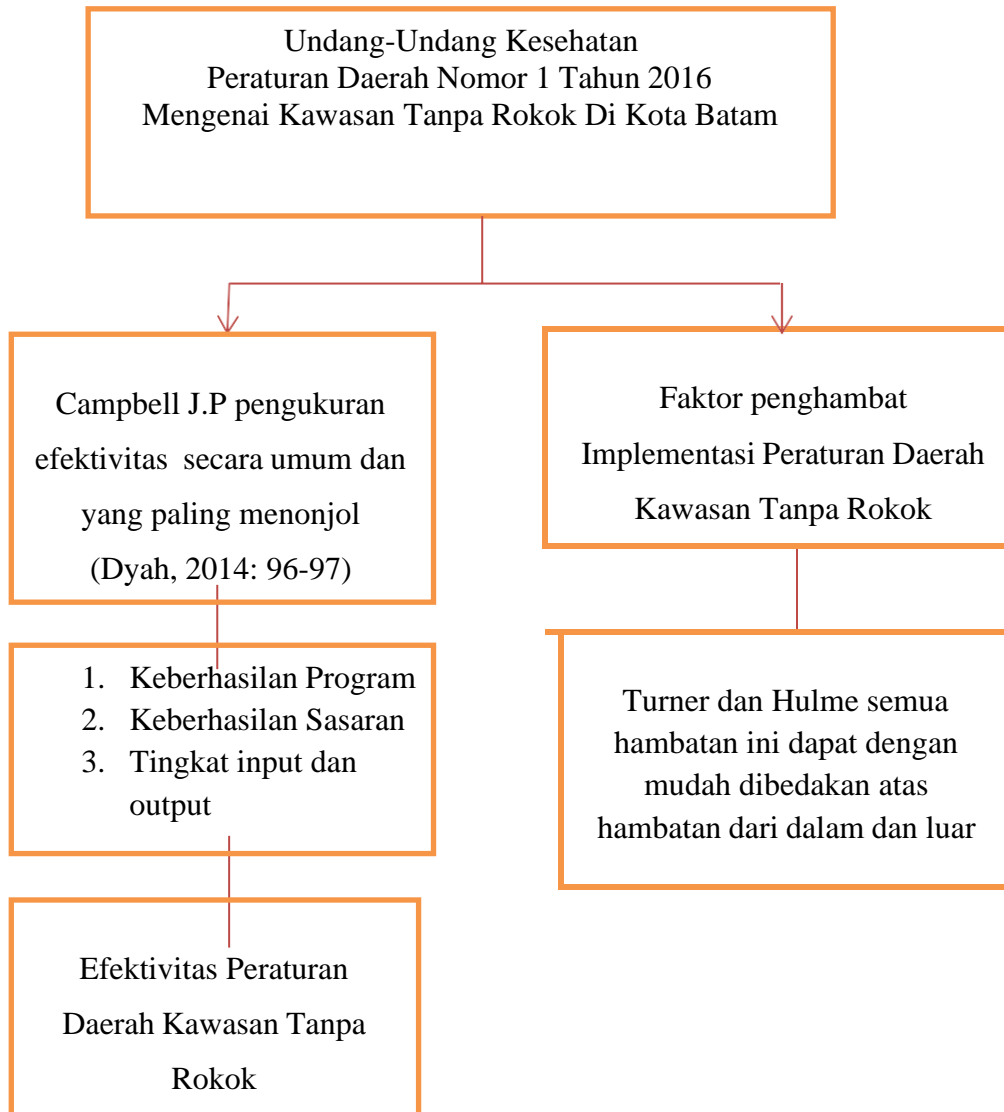 Undang-Undang Kesehatan
Peraturan Daerah Nomor 1 Tahun 2016
Mengenai Kawasan Tanpa Rokok Di Kota Batam
Campbell J.P pengukuran
efektivitas secara umum dan
yang paling menonjol
(Dyah, 2014: 96-97)
Faktor penghambat
Implementasi Peraturan Daerah
Kawasan Tanpa Rokok
1. Keberhasilan Program
2. Keberhasilan Sasaran
3. Tingkat input dan
output
Turner dan Hulme semua
hambatan ini dapat dengan
mudah dibedakan atas
hambatan dari dalam dan luar
Efektivitas Peraturan
Daerah Kawasan Tanpa
Rokok